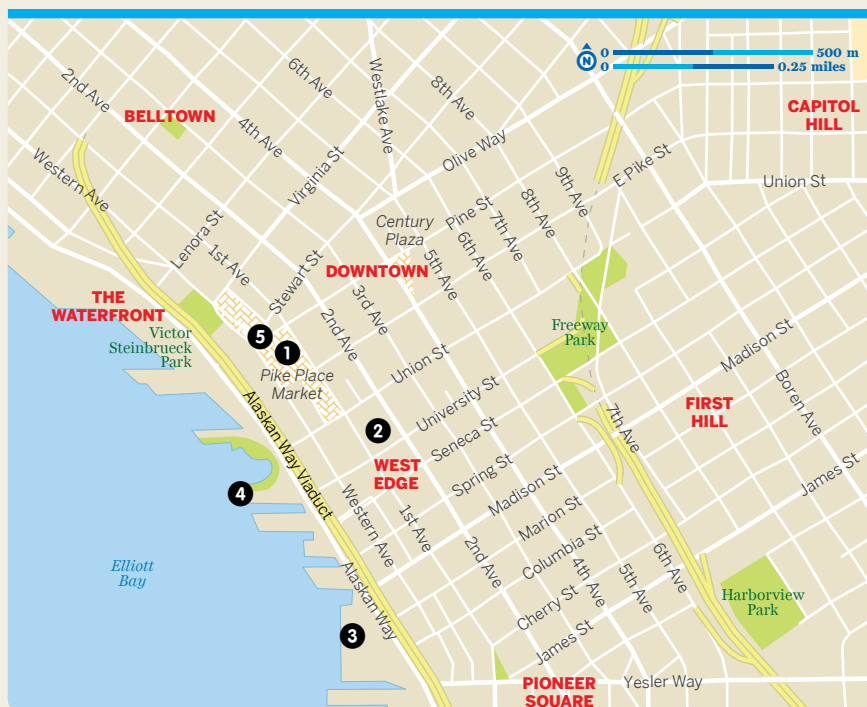 N
0
500 m
0
0.25 miles
2nd Ave
6th Ave
Westlake Ave
8th Ave
BELLTOWN
CAPITOL
HILL
4th Ave
Olive Way
Western Ave
Virginia St
9th Ave
E Pike St
Union St
8th Ave
Pine St
7th Ave
Century
Plaza
6th Ave
Lenora St
1st Ave
5th Ave
Stewart St
DOWNTOWN
3rd Ave
THE
WATERFRONT
2nd Ave
Victor
Steinbrueck
Park
5
1
Freeway
Park
Madison St
Union St
Pike Place
Market
University St
Boren Ave
Alaskan Way Viaduct
7th Ave
FIRST
HILL
2
Seneca St
WEST
EDGE
Spring St
James St
4
Madison St
Western Ave
1st Ave
Marion St
Columbia St
2nd Ave
Elliott
Bay
Alaskan Way
4th Ave
5th Ave
6th Ave
Harborview
Park
Cherry St
3
James St
PIONEER
SQUARE
Yesler Way